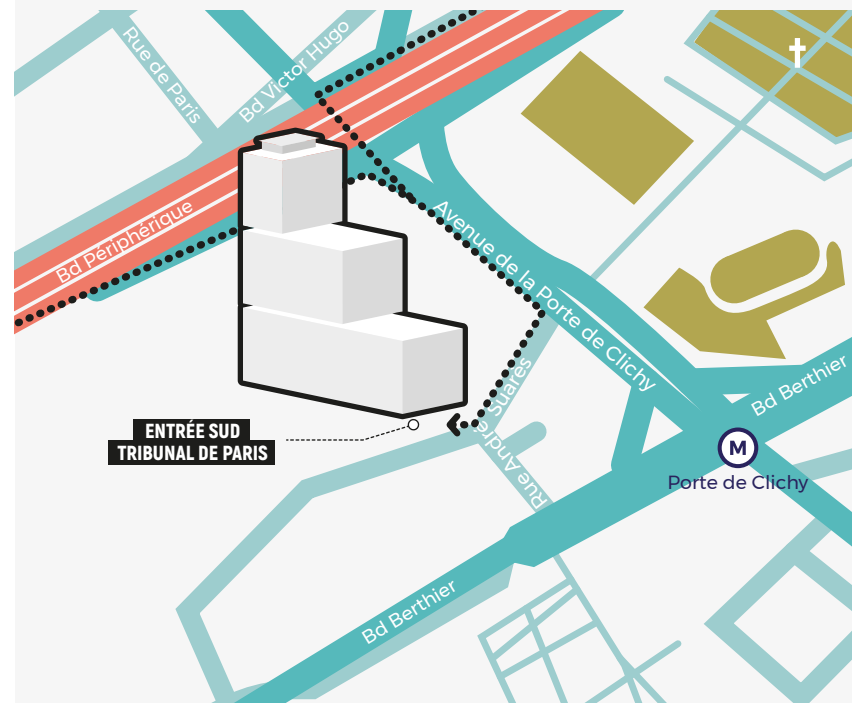 Rue de Paris
Bd Victor Hugo
Bd Périphérique
Avenue de la Porte de Clichy
Rue André Suares
Bd Berthier
M
Porte de Clichy
ENTRÉE SUD
TRIBUNAL DE PARIS
Bd Berthier